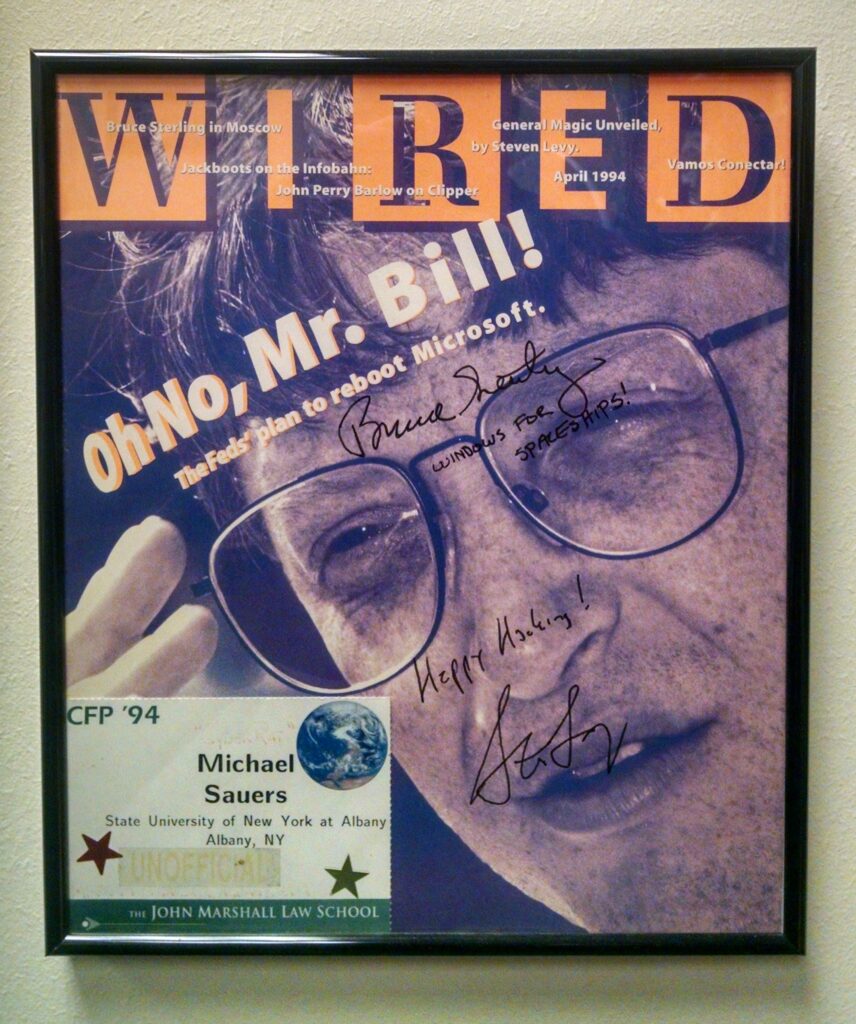 WIRED
Bruce Sterling in Moscow
General Magic Unveiled,
by Steven Levy.
Jackboots on the Infobahn:
John Perry Barlow on Clipper
April 1994
Vamos Conectar!
Oh No, Mr. Bill!
The Feds' plan to reboot Microsoft.
Bruce Sterling
WINDOWS FOR
SPACESHIPS!
Happy Hacking!
CFP '94
Michael
Sauers
State University of New York at Albany
Albany, NY
UNOFFICIAL
THE JOHN MARSHALL LAW SCHOOL